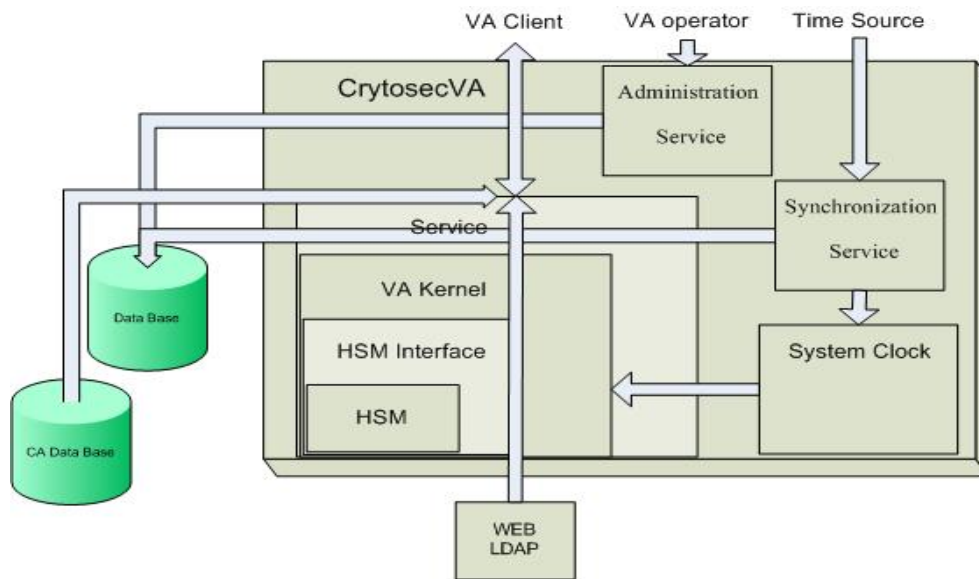 VA Client
VA operator
Time Source
CrytosecVA
Administration
Service
Synchronization
Service
Service
VA Kernel
Data Base
HSM Interface
System Clock
HSM
CA Data Base
WEB
LDAP